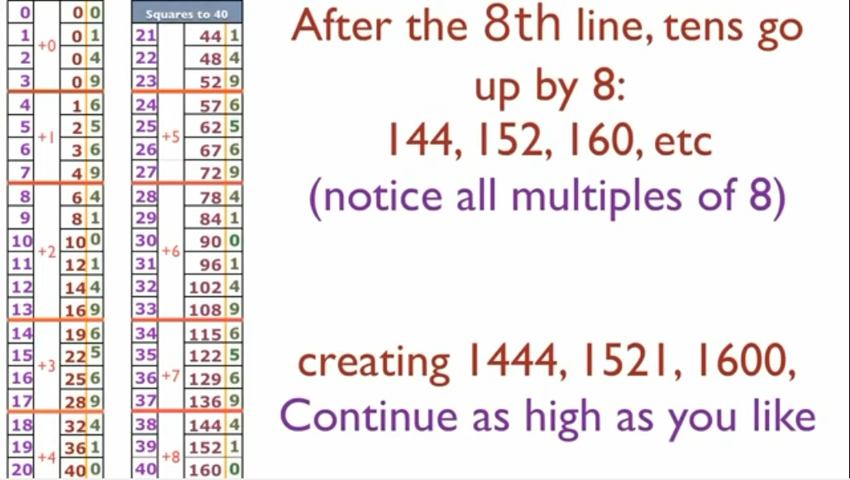 0 0 0
1 0 1
+0
2 0 4
3 0 9
4 1 6
5 2 5
+1
6 3 6
7 4 9
8 6 4
9 8 1
10 10 0
+2
11 12 1
12 14 4
13 16 9
14 19 6
15 22 5
+3
16 25 6
17 28 9
18 32 4
19 36 1
+4
20 40 0
Squares to 40
21 44 1
22 48 4
23 52 9
24 57 6
25 +5 62 5
26 67 6
27 72 9
28 78 4
29 84 1
30 90 0
+6
31 96 1
32 102 4
33 108 9
34 115 6
35 122 5
36 +7 129 6
37 136 9
38 144 4
39 152 1
+8
40 160 0
After the 8th line, tens go
up by 8:
144, 152, 160, etc
(notice all multiples of 8)
creating 1444, 1521, 1600,
Continue as high as you like